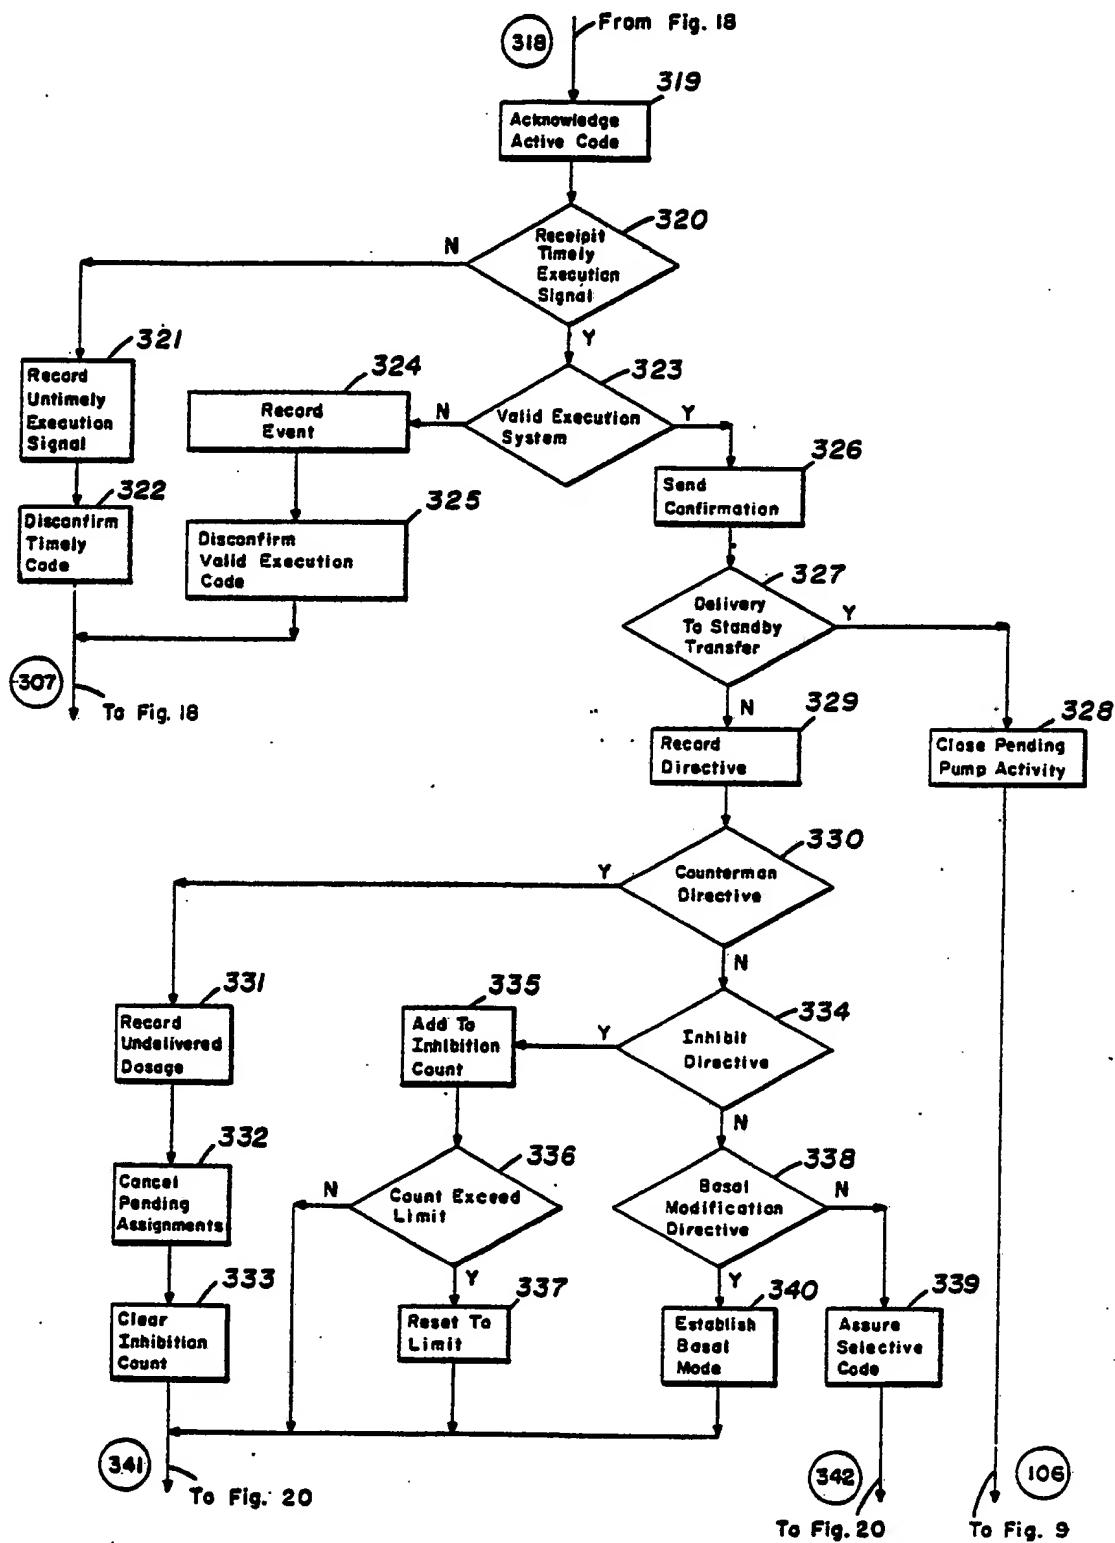 From Fig. 18
318
319
Acknowledge
Active Code
320
Receipit
Timely
Execution
Signal
N
Y
321
Record
Untimely
Execution
Signal
324
Record
Event
N
323
Valid Execution
System
Y
326
Send
Confirmation
322
Disconfirm
Timely
Code
325
Disconfirm
Valid Execution
Code
327
Delivery
To Standby
Transfer
Y
N
307
To Fig. 18
329
Record
Directive
328
Close Pending
Pump Activity
330
Counterman
Directive
Y
N
331
Record
Undelivered
Dosage
335
Add To
Inhibition
Count
Y
334
Inhibit
Directive
N
332
Cancel
Pending
Assignments
336
Count Exceed
Limit
N
Y
338
Basal
Modification
Directive
N
Y
333
Clear
Inhibition
Count
337
Reset To
Limit
340
Establish
Basal
Mode
339
Assure
Selective
Code
341
To Fig. 20
342
To Fig. 20
106
To Fig. 9